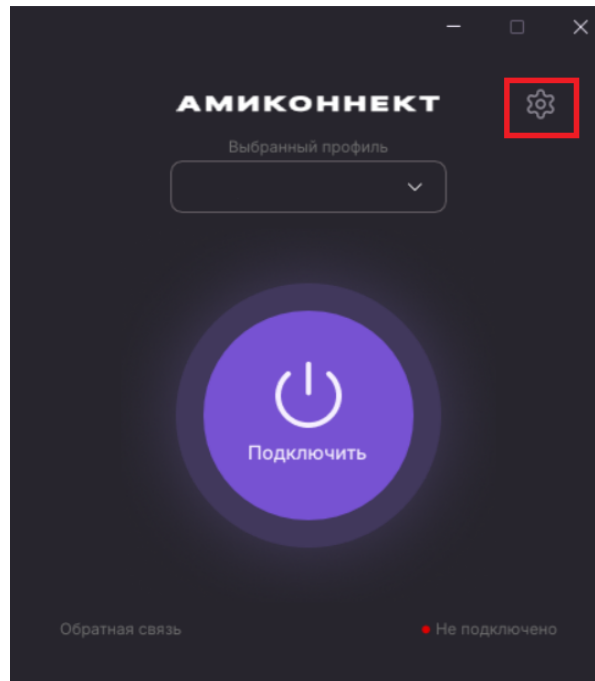 АМИКОННЕКТ
Выбранный профиль
Подключить
Обратная связь
Не подключено